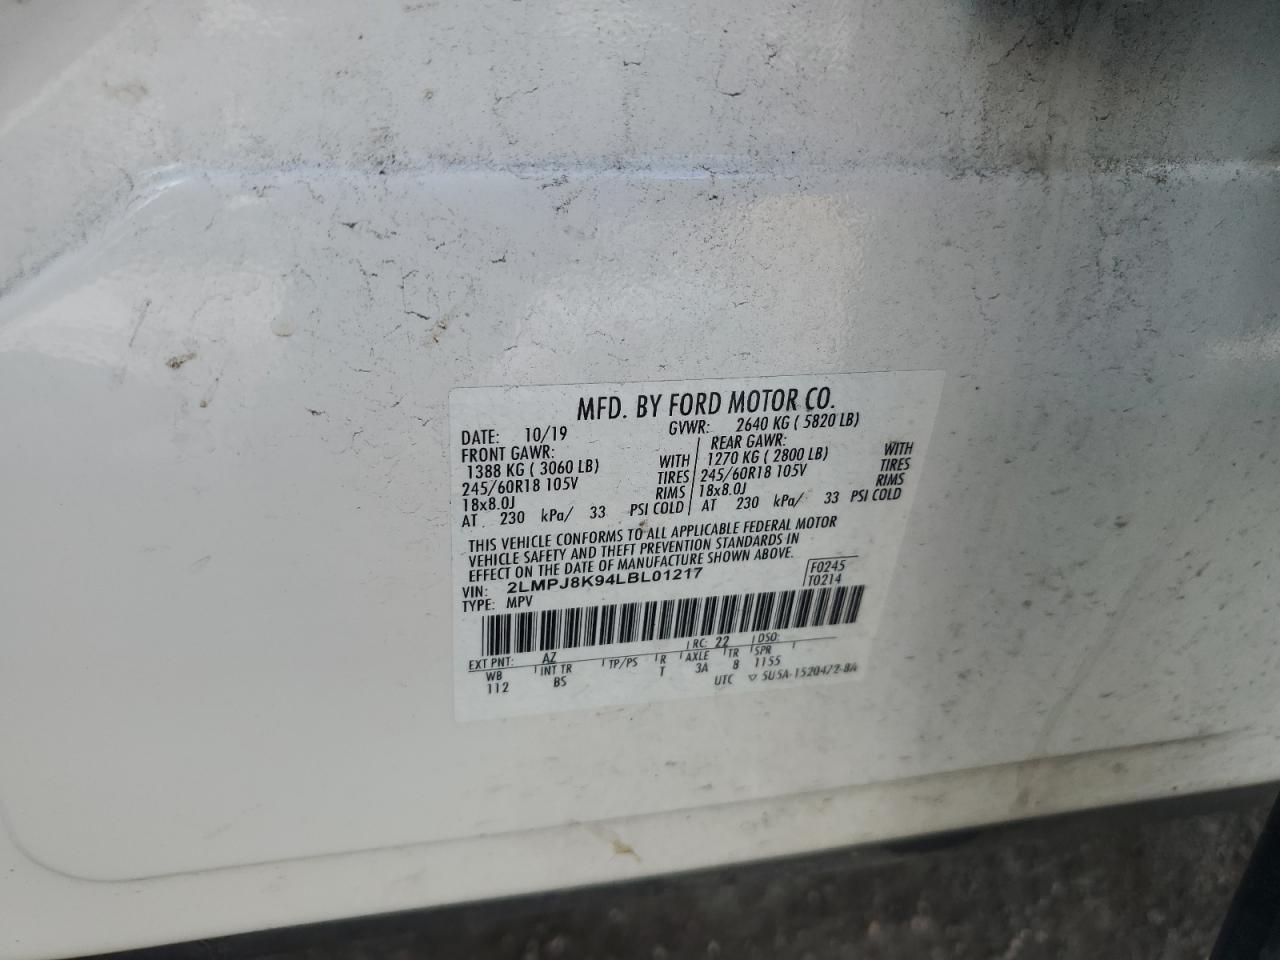 MFD. BY FORD MOTOR CO.
DATE: 10/19 GVWR: 2640 KG ( 5820 LB)
FRONT GAWR: REAR GAWR:
1388 KG ( 3060 LB) WITH 1270 KG ( 2800 LB) WITH
245/60R18 105V TIRES 245/60R18 105V TIRES
18x8.0J RIMS 18x8.0J RIMS
AT 230 kPa/ 33 PSI COLD AT 230 kPa/ 33 PSI COLD
THIS VEHICLE CONFORMS TO ALL APPLICABLE FEDERAL MOTOR
VEHICLE SAFETY AND THEFT PREVENTION STANDARDS IN
EFFECT ON THE DATE OF MANUFACTURE SHOWN ABOVE.
VIN: 2LMPJ8K94LBL01217 F0245
TYPE: MPV T0214
EXT PNT: AZ RC: 22 DSO:
WB INT TR TP/PS R AXLE TR SPR
112 BS T 3A 8 1155
UTC ▽ 5U5A-1520472-BA